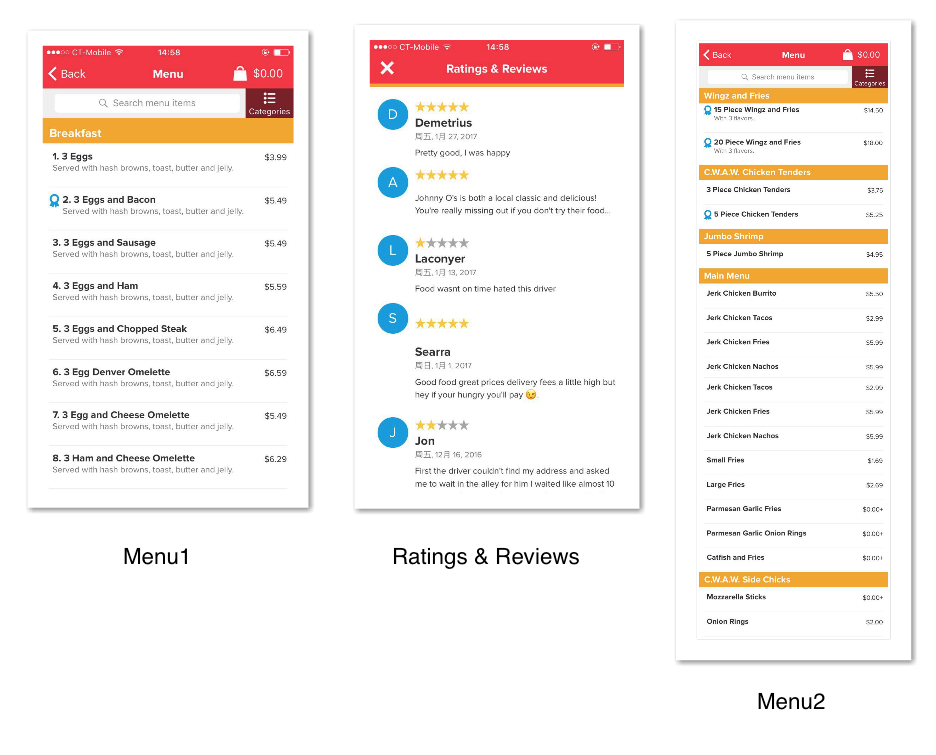 ●●●○○ CT-Mobile 14:58
Back Menu $0.00
Search menu items
Categories
Breakfast
1. 3 Eggs $3.99
Served with hash browns, toast, butter and jelly.
2. 3 Eggs and Bacon $5.49
Served with hash browns, toast, butter and jelly.
3. 3 Eggs and Sausage $5.49
Served with hash browns, toast, butter and jelly.
4. 3 Eggs and Ham $5.59
Served with hash browns, toast, butter and jelly.
5. 3 Eggs and Chopped Steak $6.49
Served with hash browns, toast, butter and jelly.
6. 3 Egg Denver Omelette $6.59
Served with hash browns, toast, butter and jelly.
7. 3 Egg and Cheese Omelette $5.49
Served with hash browns, toast, butter and jelly.
8. 3 Ham and Cheese Omelette $6.29
Served with hash browns, toast, butter and jelly.
Menu1
●●●○○ CT-Mobile 14:58
Ratings & Reviews
D
Demetrius
周五, 1月 27, 2017
Pretty good, I was happy
A
Johnny O's is both a local classic and delicious!
You're really missing out if you don't try their food...
L
Laconyer
周五, 1月 13, 2017
Food wasnt on time hated this driver
S
Searra
周日, 1月 1, 2017
Good food great prices delivery fees a little high but
hey if your hungry you'll pay 😉.
J
Jon
周五, 12月 16, 2016
First the driver couldn't find my address and asked
me to wait in the alley for him I waited like almost 10
Ratings & Reviews
Back Menu $0.00
Search menu items
Categories
Wingz and Fries
15 Piece Wingz and Fries $14.50
With 3 flavors.
20 Piece Wingz and Fries $18.00
With 3 flavors.
C.W.A.W. Chicken Tenders
3 Piece Chicken Tenders $3.75
5 Piece Chicken Tenders $5.25
Jumbo Shrimp
5 Piece Jumbo Shrimp $4.95
Main Menu
Jerk Chicken Burrito $5.50
Jerk Chicken Tacos $2.99
Jerk Chicken Fries $5.99
Jerk Chicken Nachos $5.99
Jerk Chicken Tacos $2.99
Jerk Chicken Fries $5.99
Jerk Chicken Nachos $5.99
Small Fries $1.69
Large Fries $2.69
Parmesan Garlic Fries $0.00+
Parmesan Garlic Onion Rings $0.00+
Catfish and Fries $0.00+
C.W.A.W. Side Chicks
Mozzarella Sticks $0.00+
Onion Rings $2.00
Menu2